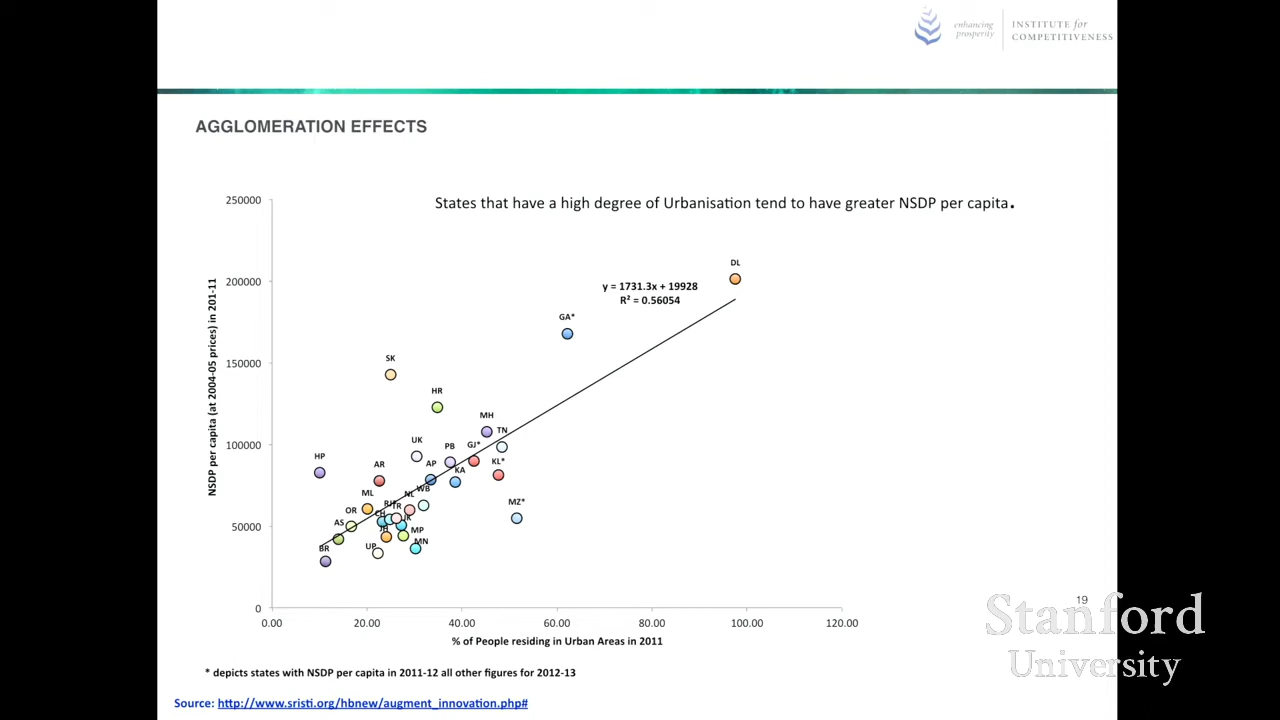 enhancing
prosperity
INSTITUTE for
COMPETITIVENESS
AGGLOMERATION EFFECTS
States that have a high degree of Urbanisation tend to have greater NSDP per capita.
250000
200000
150000
100000
50000
0
NSDP per capita (at 2004-05 prices) in 201-11
y = 1731.3x + 19928
R² = 0.56054
DL
GA*
SK
HR
MH
TN
UK
PB
GJ*
HP
AR
AP
KA
KL*
ML
NL
WB
MZ*
OR
RJ
TR
AS
CH
JK
JH
MP
BR
UP
MN
0.00
20.00
40.00
60.00
80.00
100.00
120.00
% of People residing in Urban Areas in 2011
* depicts states with NSDP per capita in 2011-12 all other figures for 2012-13
Source: http://www.sristi.org/hbnew/augment_innovation.php#
19
Stanford
University